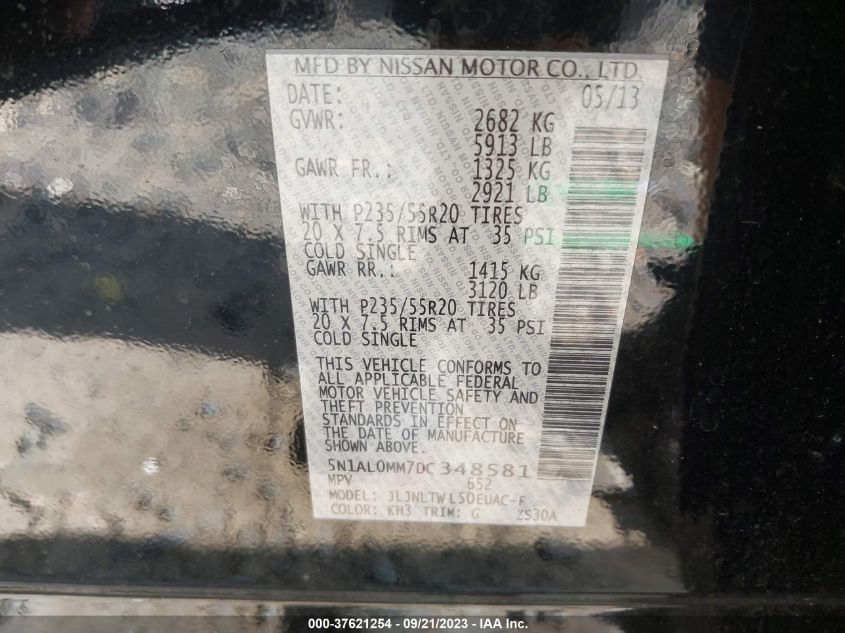 MFD BY NISSAN MOTOR CO., LTD.
DATE: 05/13
GVWR: 2682 KG
5913 LB
GAWR FR.: 1325 KG
2921 LB
WITH P235/55R20 TIRES
20 X 7.5 RIMS AT 35 PSI
COLD SINGLE
GAWR RR.: 1415 KG
3120 LB
WITH P235/55R20 TIRES
20 X 7.5 RIMS AT 35 PSI
COLD SINGLE
THIS VEHICLE CONFORMS TO
ALL APPLICABLE FEDERAL
MOTOR VEHICLE SAFETY AND
THEFT PREVENTION
STANDARDS IN EFFECT ON
THE DATE OF MANUFACTURE
SHOWN ABOVE.
5N1AL0MM7DC348581
MPV 652
MODEL: JLJNLTWL50EUAC-F
COLOR: KH3 TRIM: G ZS30A
000-37621254 - 09/21/2023 - © IAA Inc.